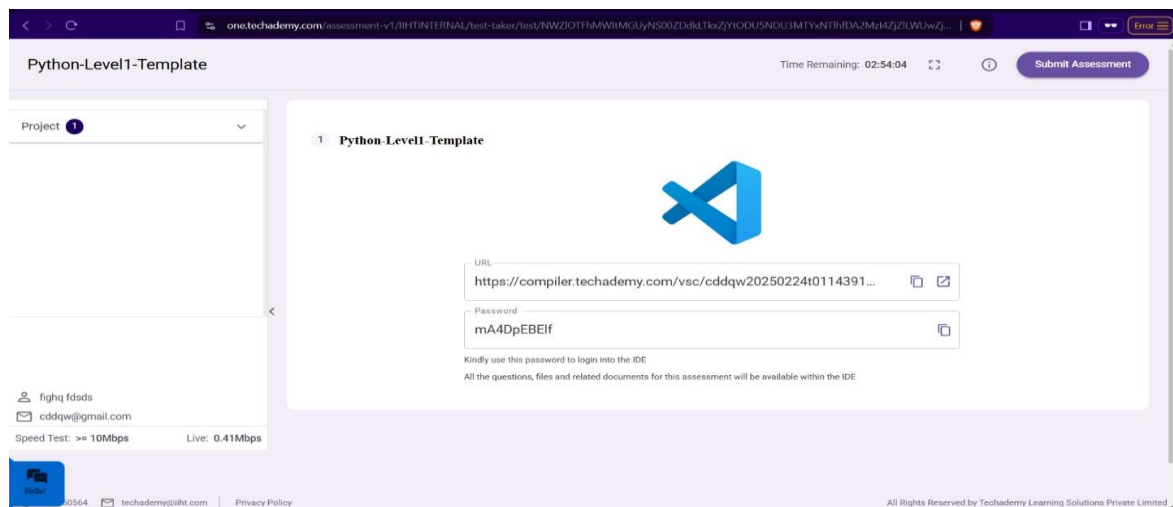 one.techademy.com/assessment-v1/IIHTINTERNAL/test-taker/test/
Error
Python-Level1-Template
Time Remaining: 02:54:04
Submit Assessment
Project 1
1 Python-Level1-Template
URL
https://compiler.techademy.com/vsc/cddqw20250224t0114391...
Password
mA4DpEBElf
Kindly use this password to login into the IDE
All the questions, files and related documents for this assessment will be available within the IDE
fighq fdsds
cddqw@gmail.com
Speed Test: >= 10Mbps Live: 0.41Mbps
Hello!
50564 techademy@iiht.com Privacy Policy
All Rights Reserved by Techademy Learning Solutions Private Limited